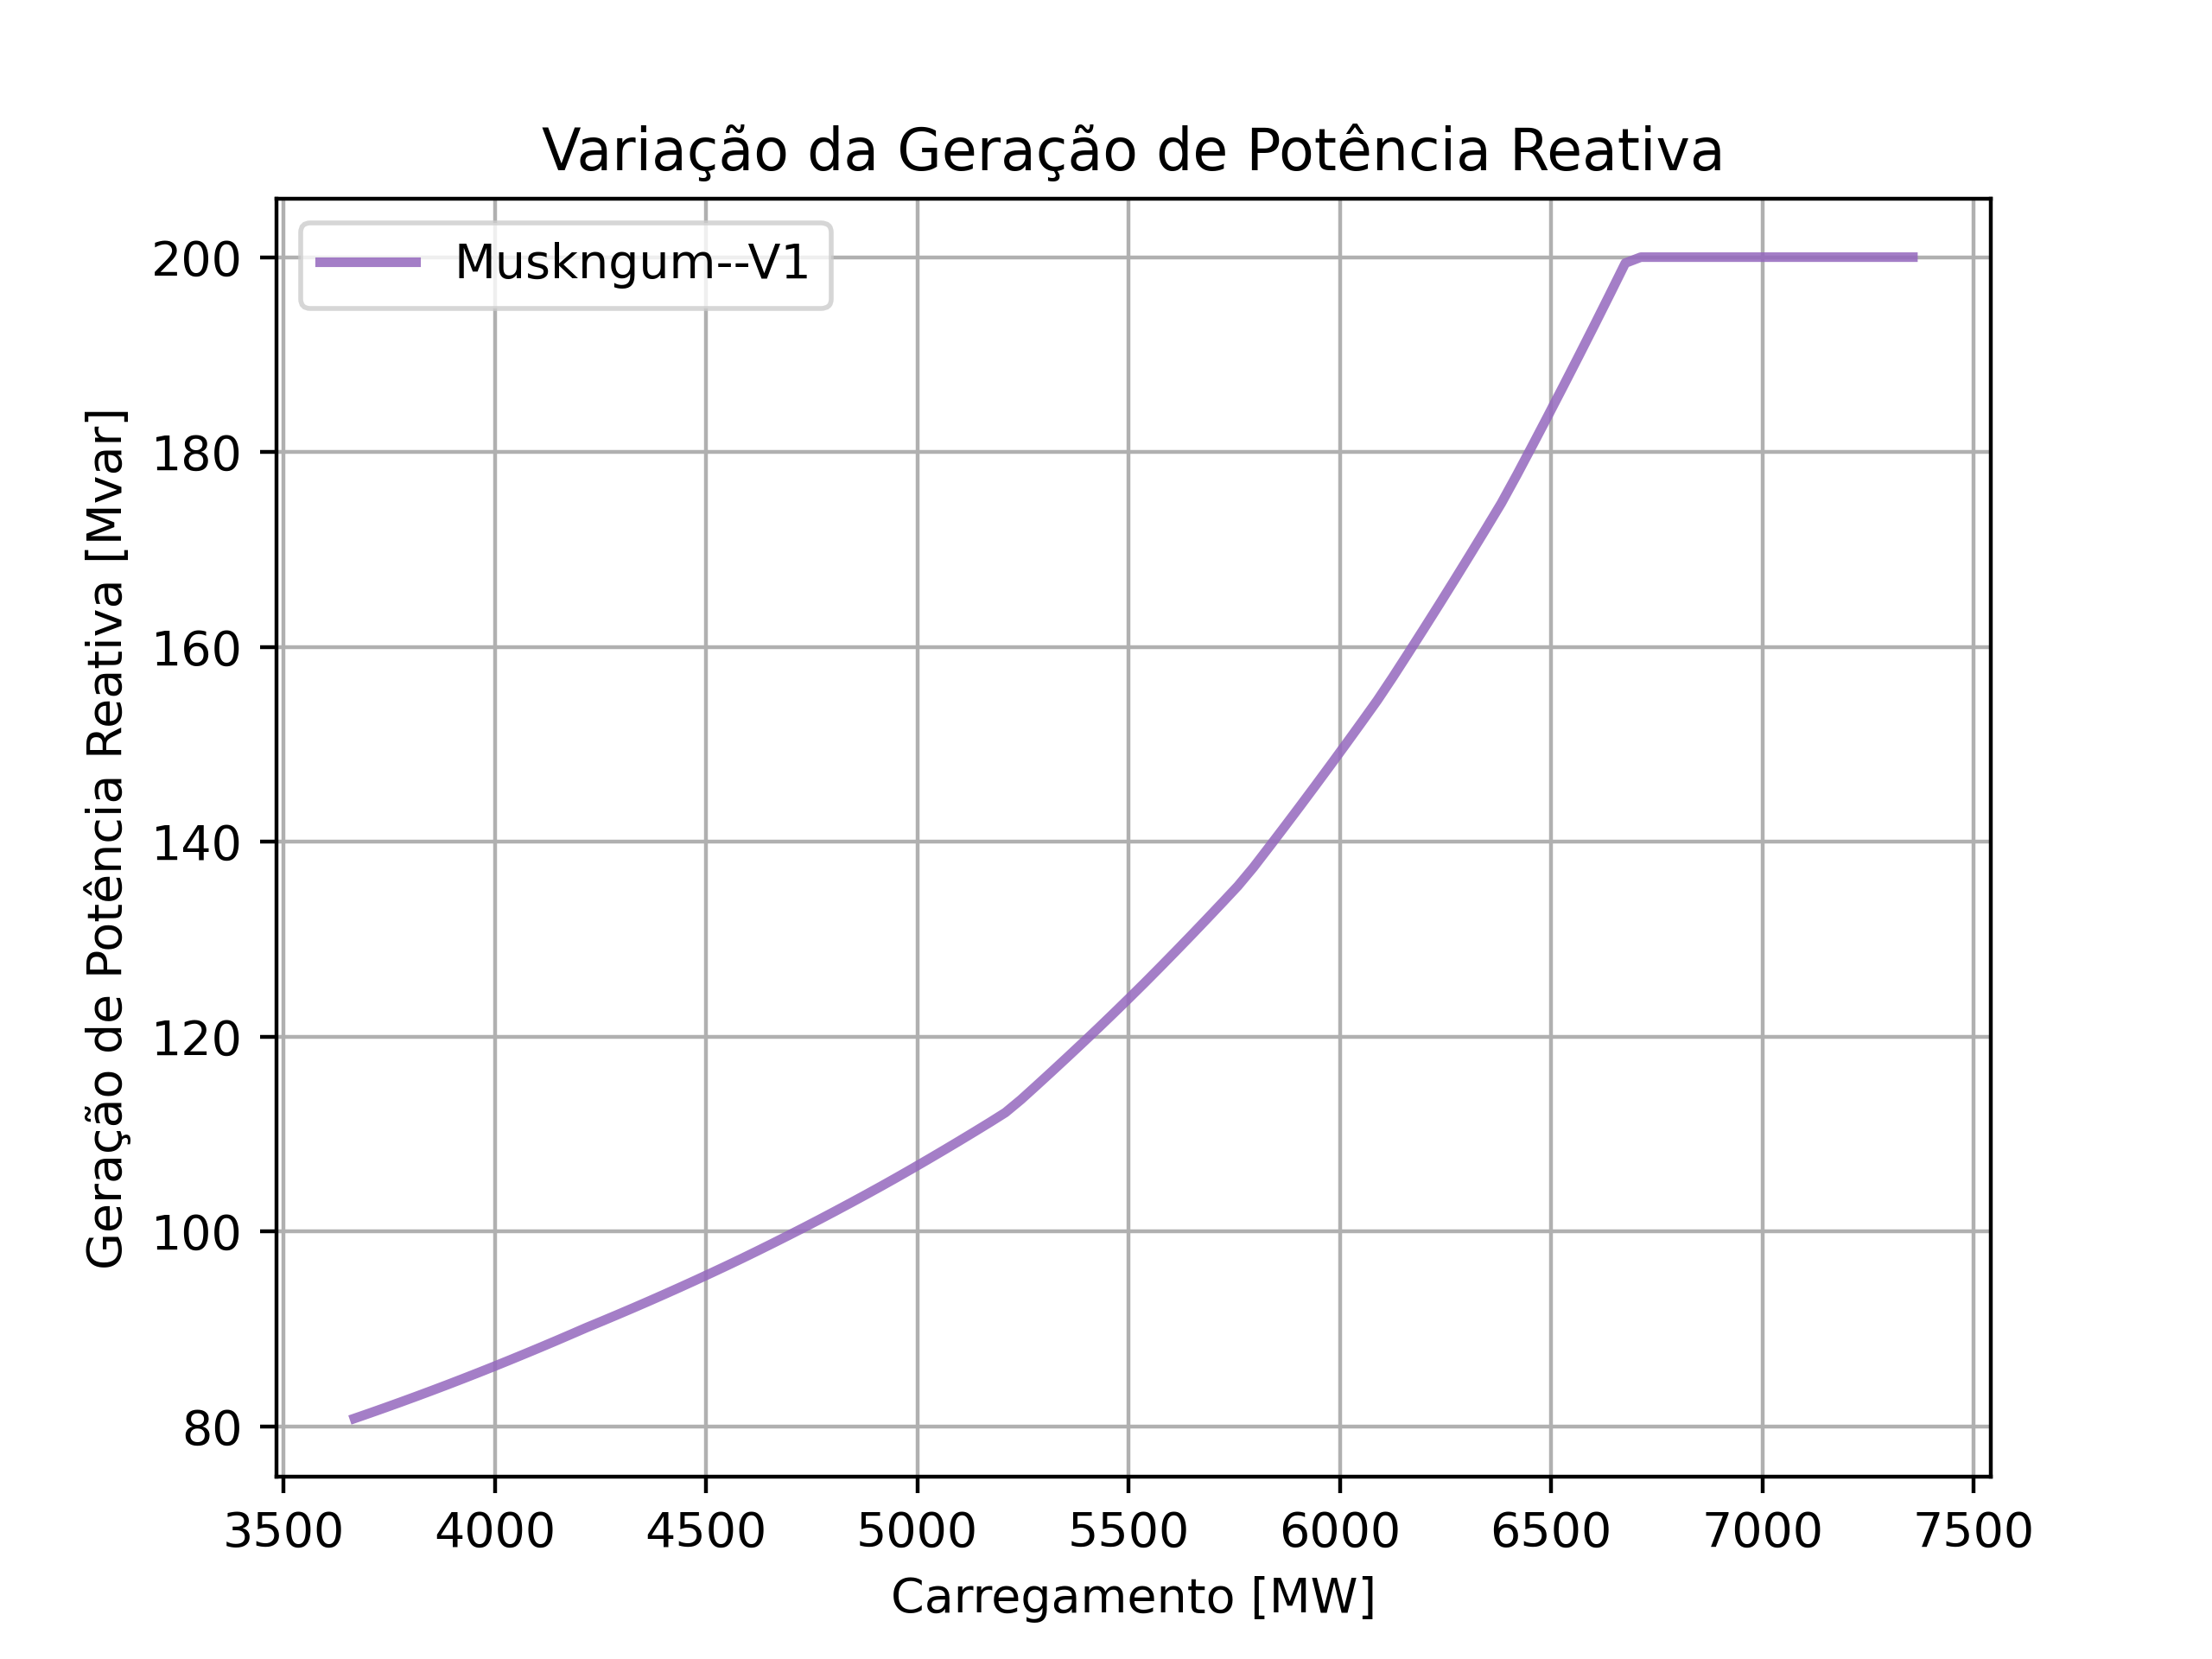 Variação da Geração de Potência Reativa
Muskngum--V1
Geração de Potência Reativa [Mvar]
200
180
160
140
120
100
80
3500 4000 4500 5000 5500 6000 6500 7000 7500
Carregamento [MW]